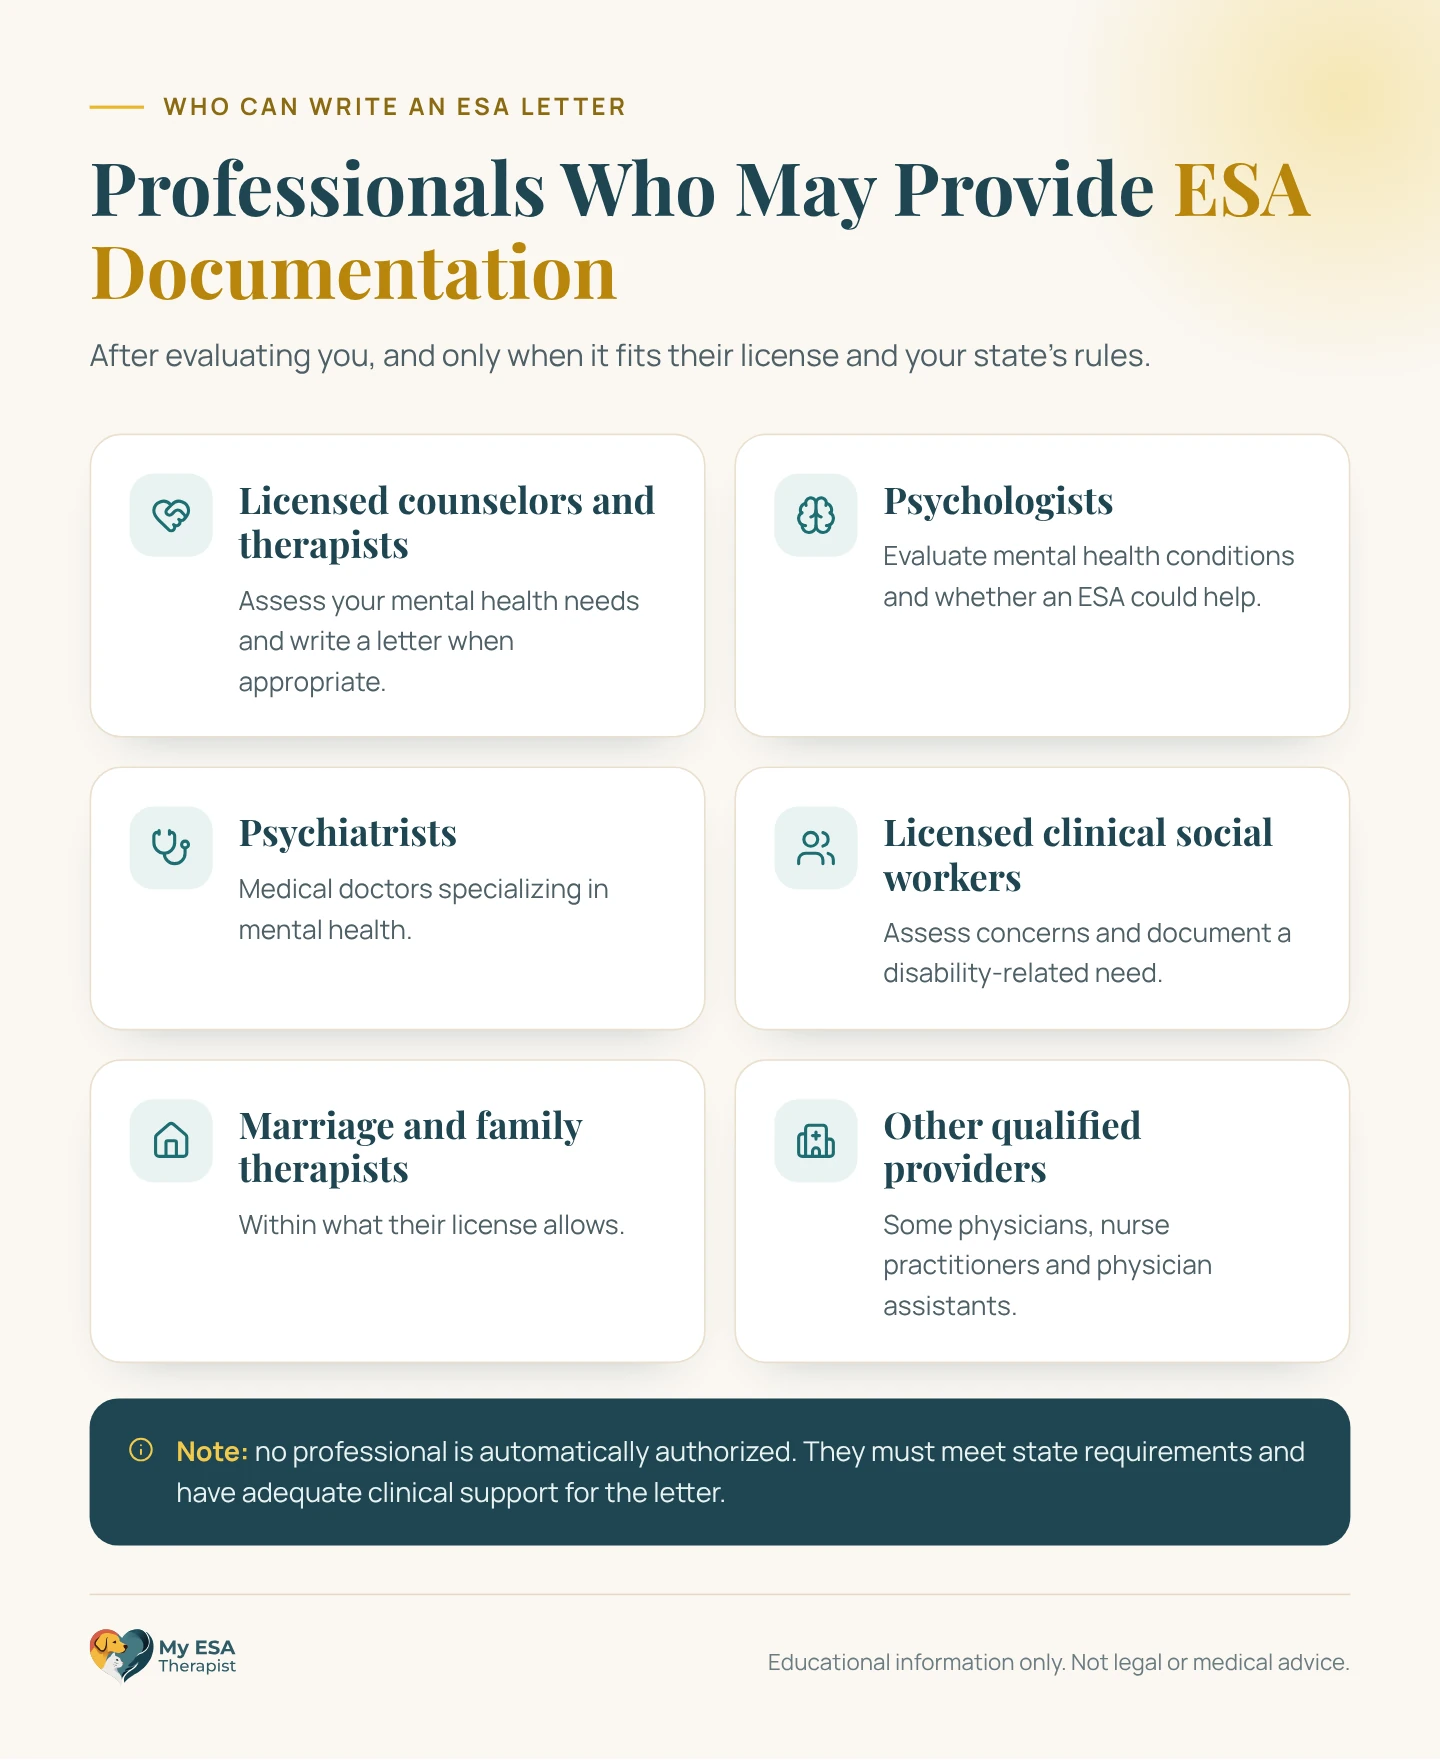 WHO CAN WRITE AN ESA LETTER
Professionals Who May Provide ESA
Documentation
After evaluating you, and only when it fits their license and your state's rules.
Licensed counselors and
therapists
Assess your mental health needs
and write a letter when
appropriate.
Psychologists
Evaluate mental health conditions
and whether an ESA could help.
Psychiatrists
Medical doctors specializing in
mental health.
Licensed clinical social
workers
Assess concerns and document a
disability-related need.
Marriage and family
therapists
Within what their license allows.
Other qualified
providers
Some physicians, nurse
practitioners and physician
assistants.
Note: no professional is automatically authorized. They must meet state requirements and
have adequate clinical support for the letter.
My ESA
Therapist
Educational information only. Not legal or medical advice.